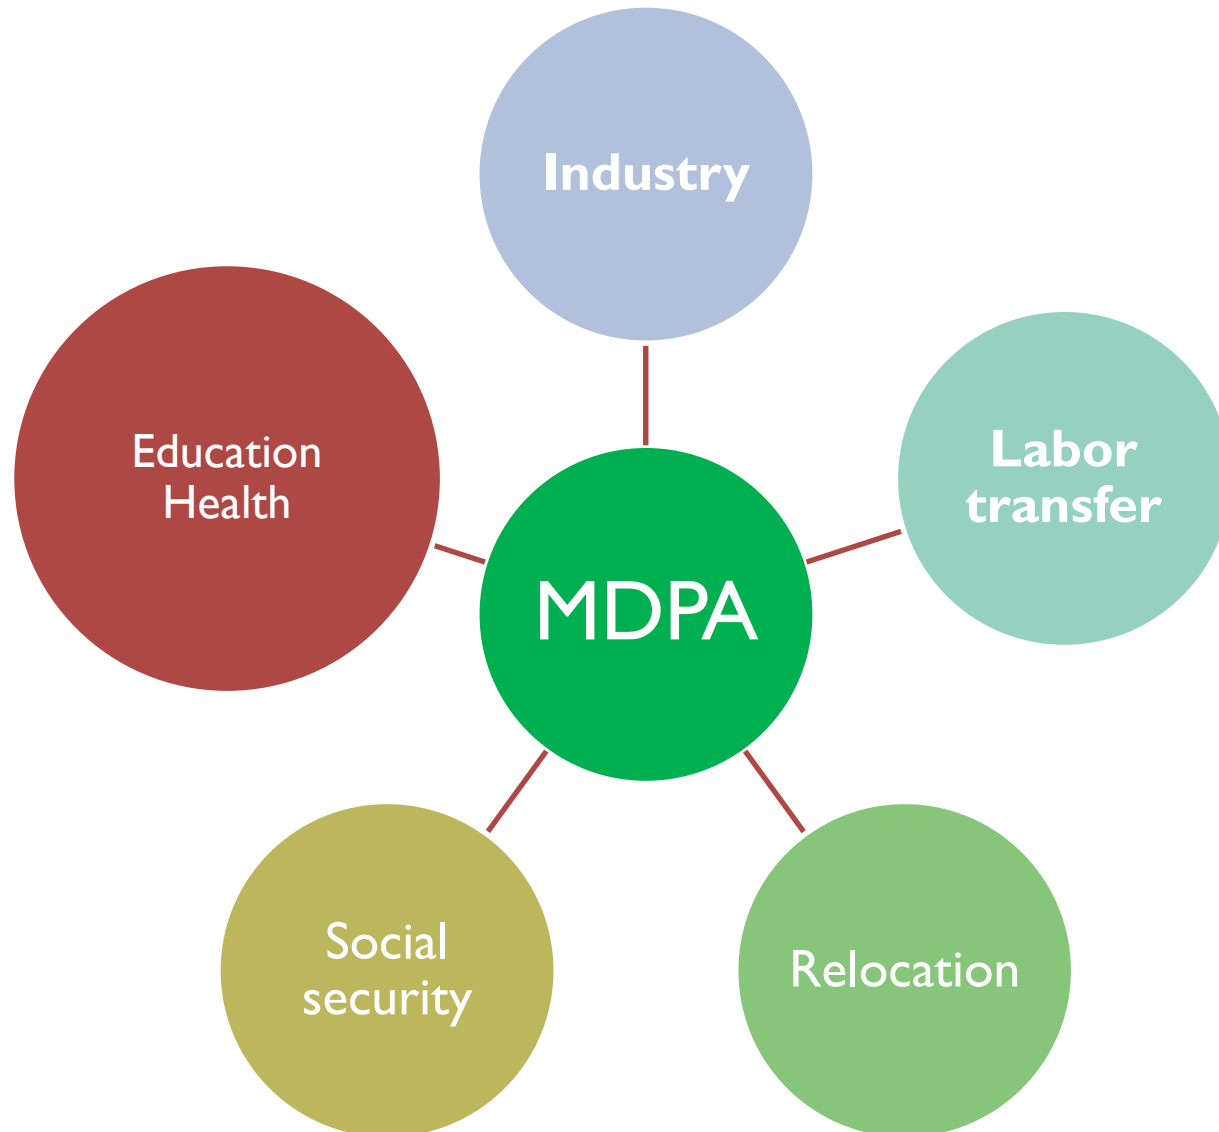 Industry
Education
Health
Labor
transfer
MDPA
Social
security
Relocation